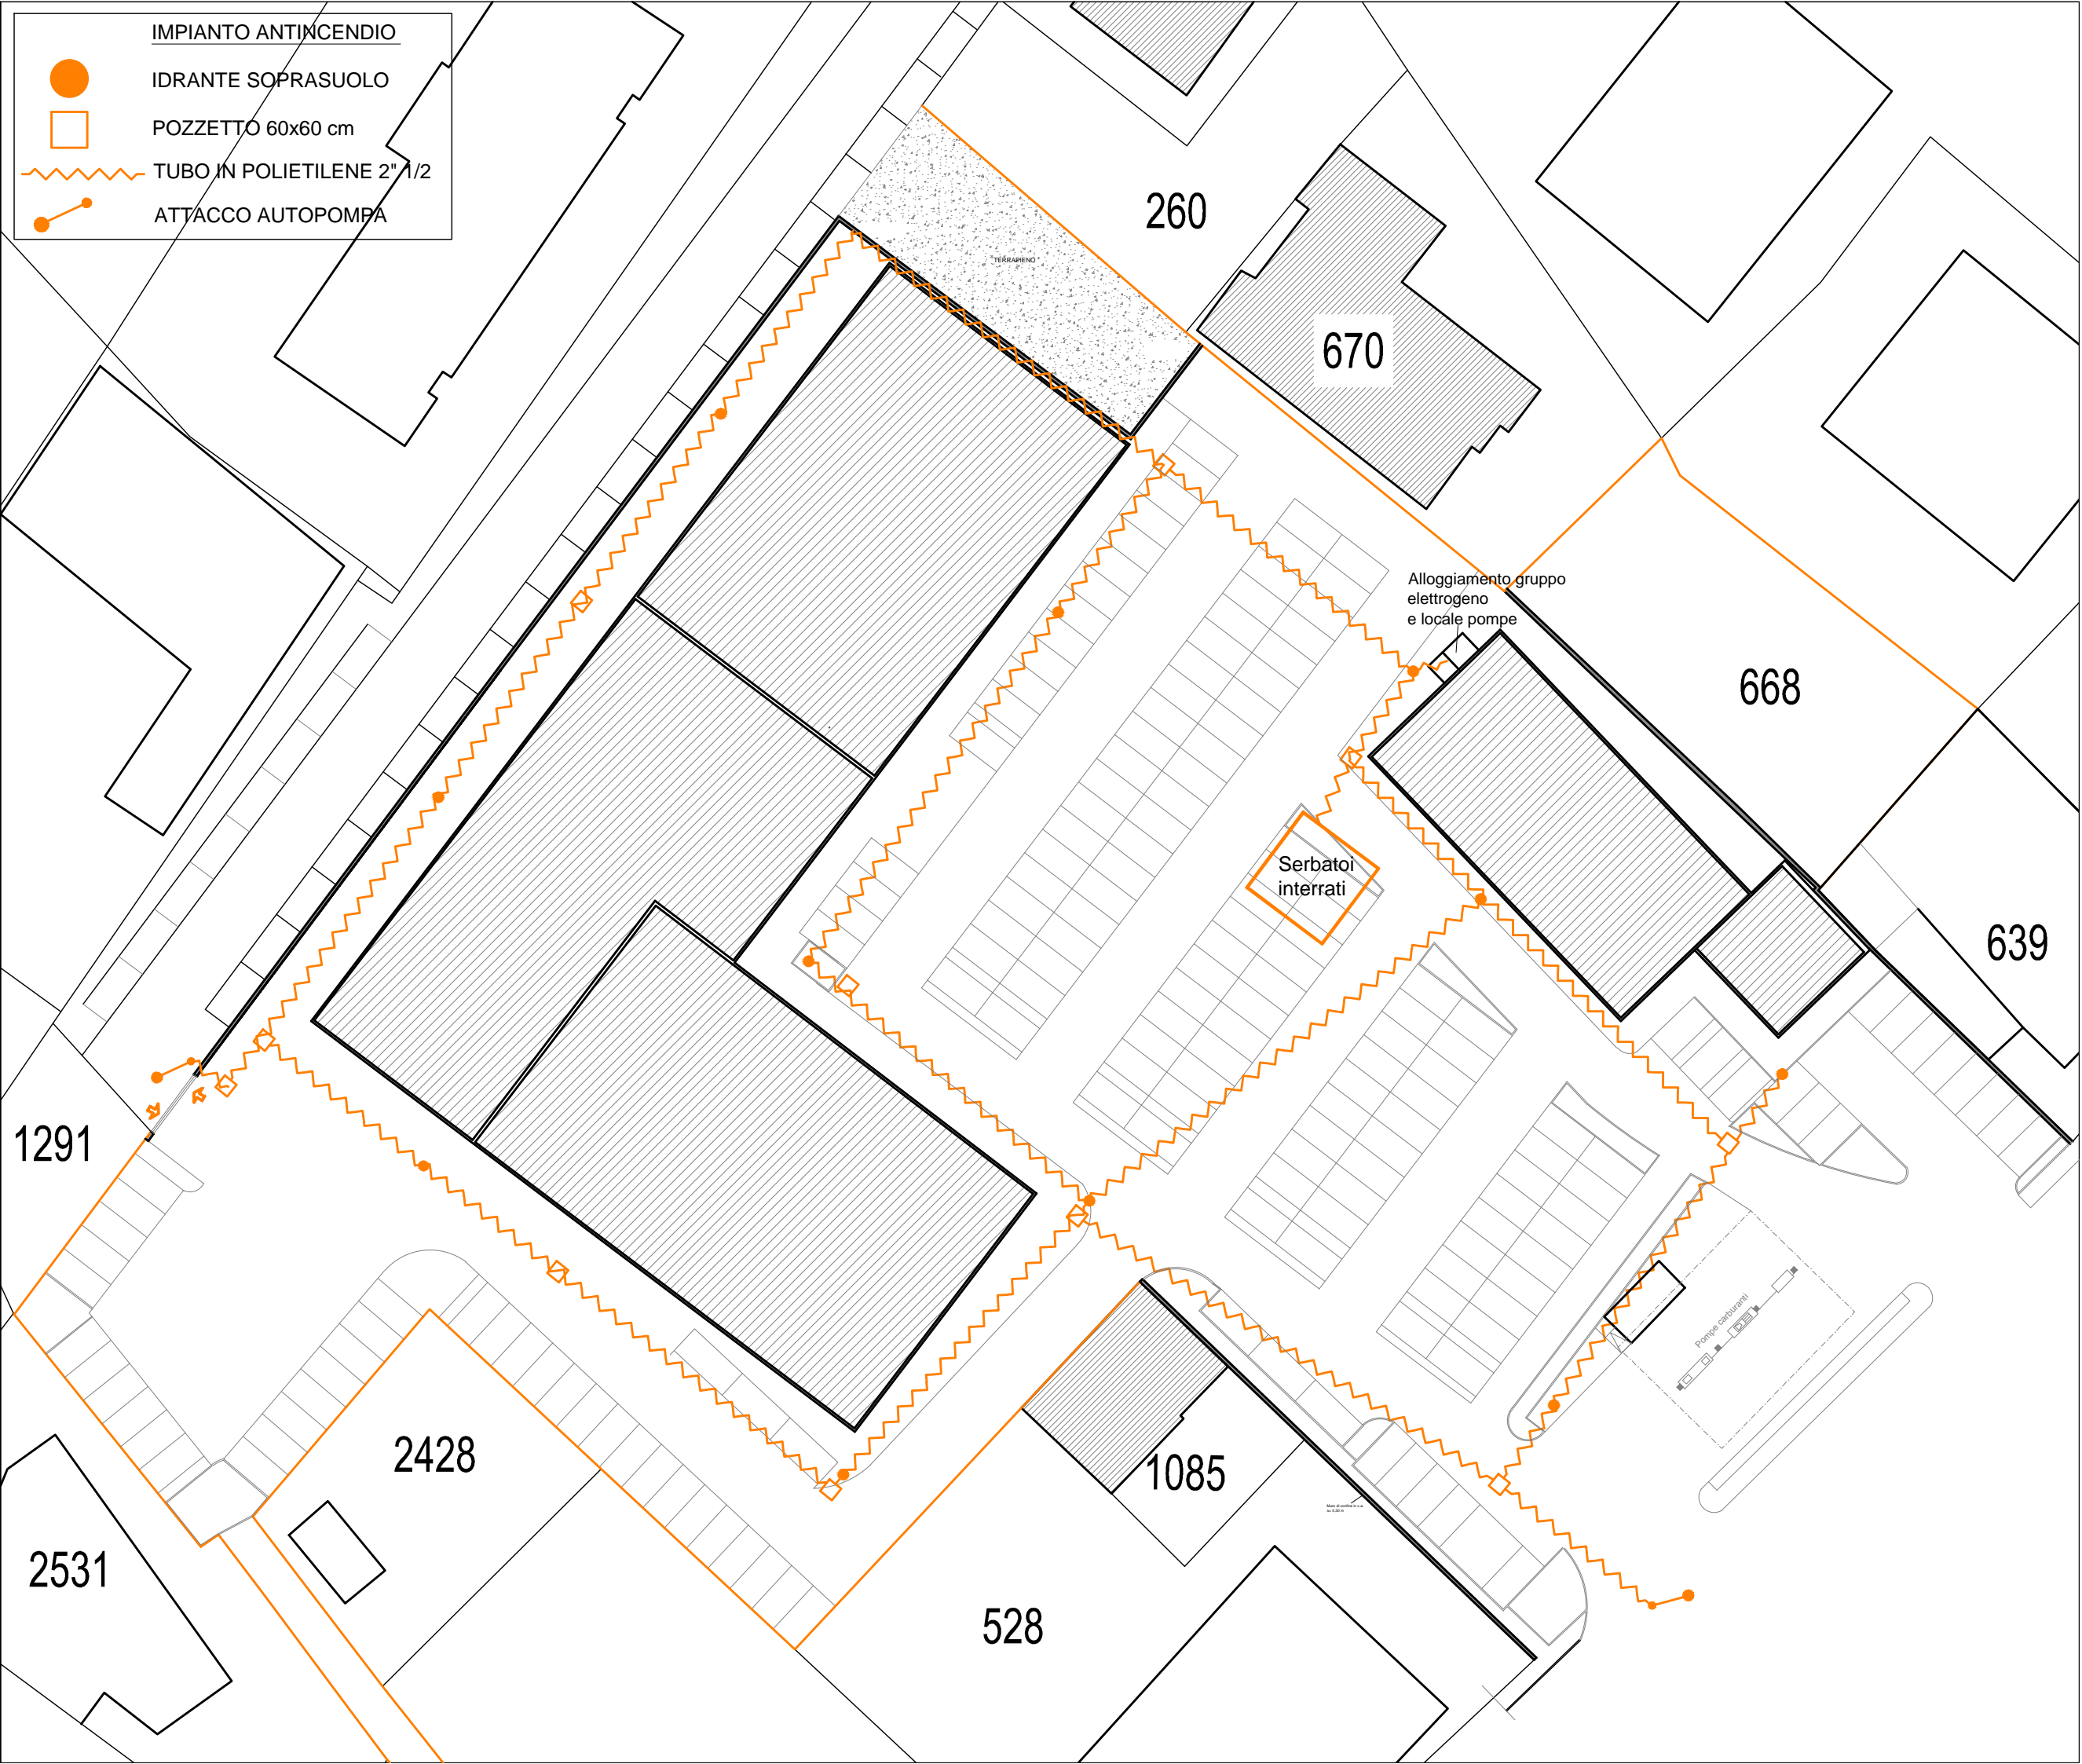 IMPIANTO ANTINCENDIO
IDRANTE SOPRASUOLO
POZZETTO 60x60 cm
TUBO IN POLIETILENE 2" 1/2
ATTACCO AUTOPOMPA
260
TERRAPIENO
670
Alloggiamento gruppo
elettrogeno
e locale pompe
668
Serbatoi
interrati
639
1291
Pompe carburanti
2428
1085
2531
528